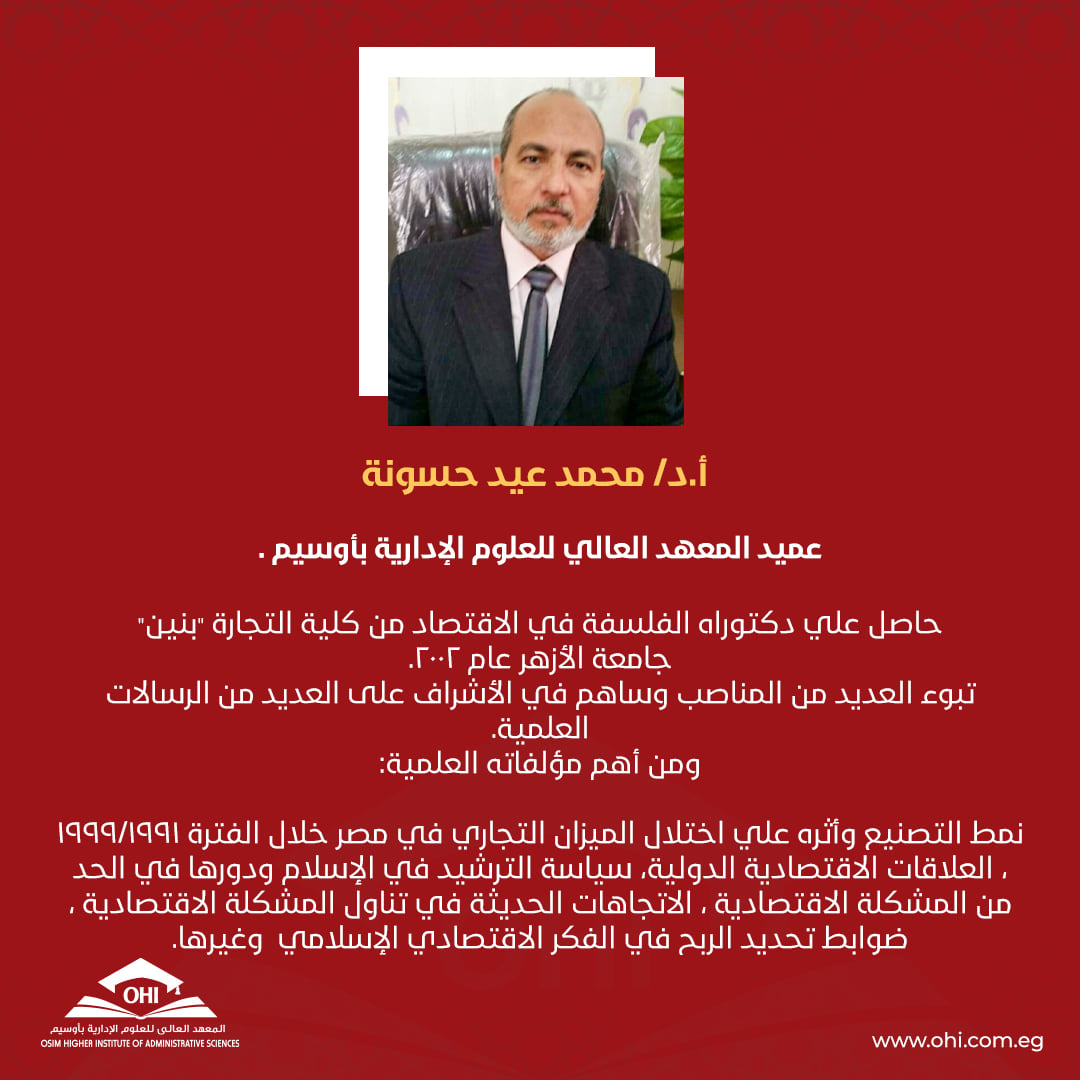 أ.د/ محمد عيد حسونة
عميد المعهد العالي للعلوم الإدارية بأوسيم .
حاصل علي دكتوراه الفلسفة في الاقتصاد من كلية التجارة "بنين"
جامعة الأزهر عام ٢٠٠٢.
تبوء العديد من المناصب وساهم في الأشراف على العديد من الرسالات
العلمية.
ومن أهم مؤلفاته العلمية:
نمط التصنيع وأثره علي اختلال الميزان التجاري في مصر خلال الفترة ١٩٩٩/١٩٩١
، العلاقات الاقتصادية الدولية، سياسة الترشيد في الإسلام ودورها في الحد
من المشكلة الاقتصادية ، الاتجاهات الحديثة في تناول المشكلة الاقتصادية ،
ضوابط تحديد الربح في الفكر الاقتصادي الإسلامي وغيرها.
OHI
المعهد العالى للعلوم الإدارية بأوسيم
OSIM HIGHER INSTITUTE OF ADMINISTRATIVE SCIENCES
www.ohi.com.eg